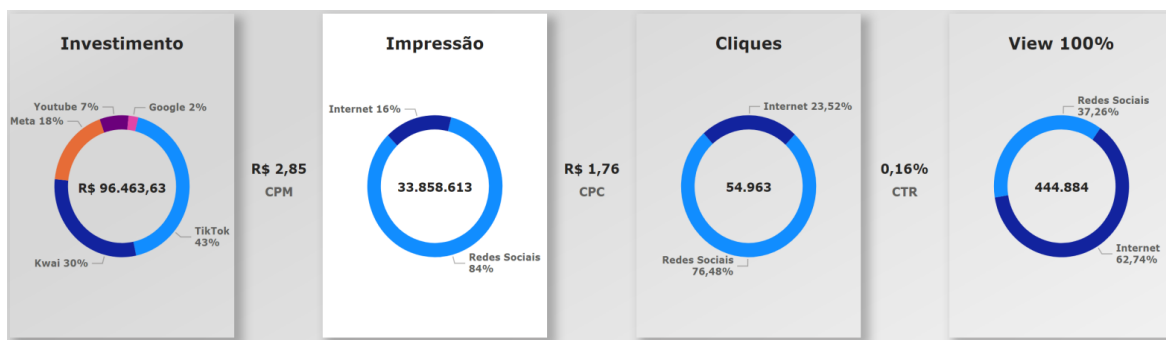 Investimento
Youtube 7%
Google 2%
Meta 18%
R$ 96.463,63
TikTok
43%
Kwai 30%
R$ 2,85
CPM
Impressão
Internet 16%
33.858.613
Redes Sociais
84%
R$ 1,76
CPC
Cliques
Internet 23,52%
54.963
Redes Sociais
76,48%
0,16%
CTR
View 100%
Redes Sociais
37,26%
444.884
Internet
62,74%